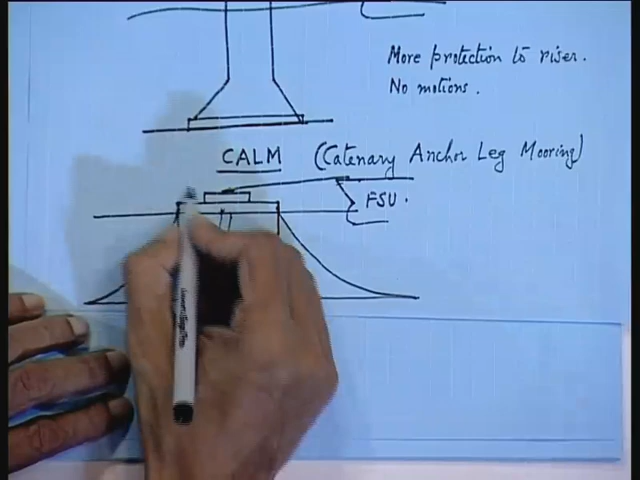 More protection to riser.
No motions.
CALM (Catenary Anchor Leg Mooring)
FSU.